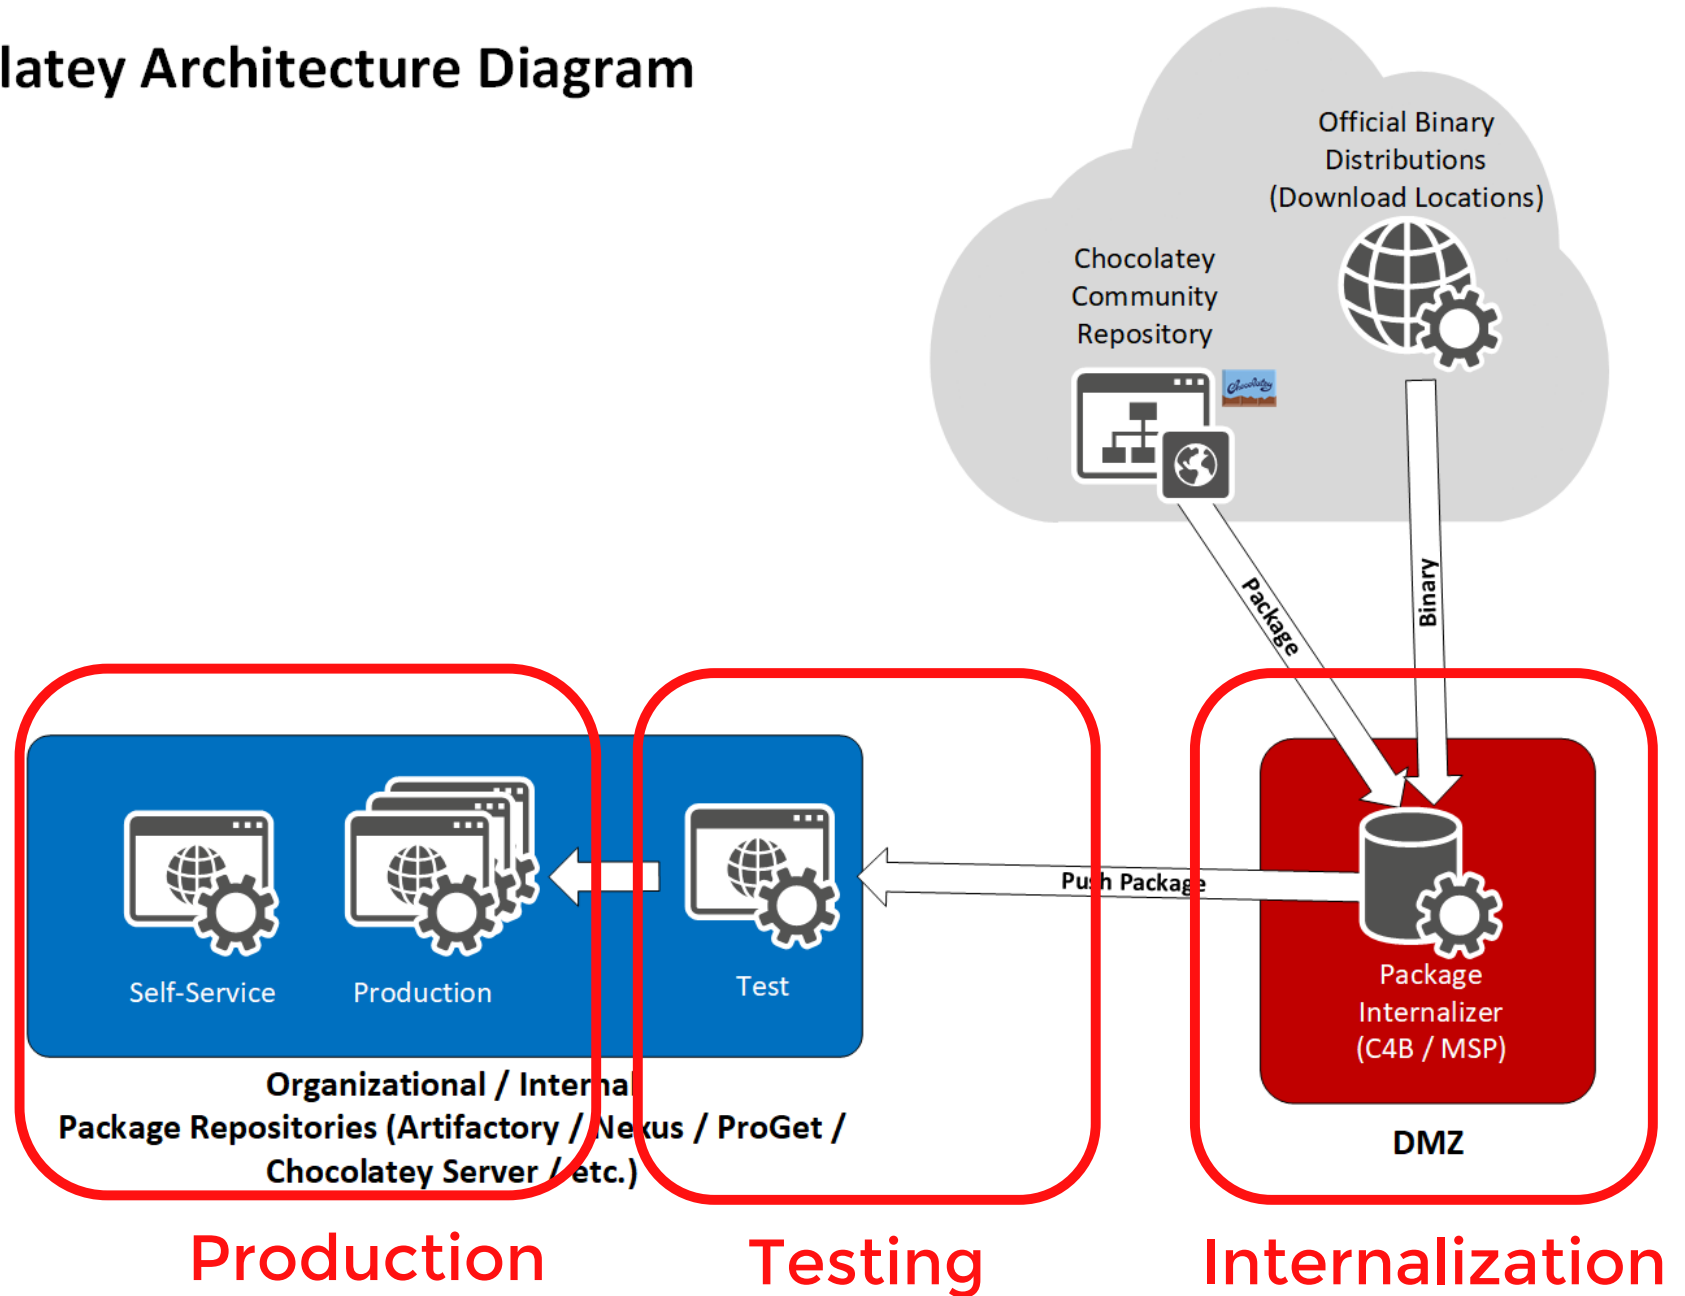 latey Architecture Diagram
Official Binary
Distributions
(Download Locations)
Chocolatey
Community
Repository
Chocolatey
Package
Binary
Push Package
Self-Service
Production
Test
Package
Internalizer
(C4B / MSP)
Organizational / Internal
Package Repositories (Artifactory / Nexus / ProGet /
Chocolatey Server / etc.)
DMZ
Production
Testing
Internalization